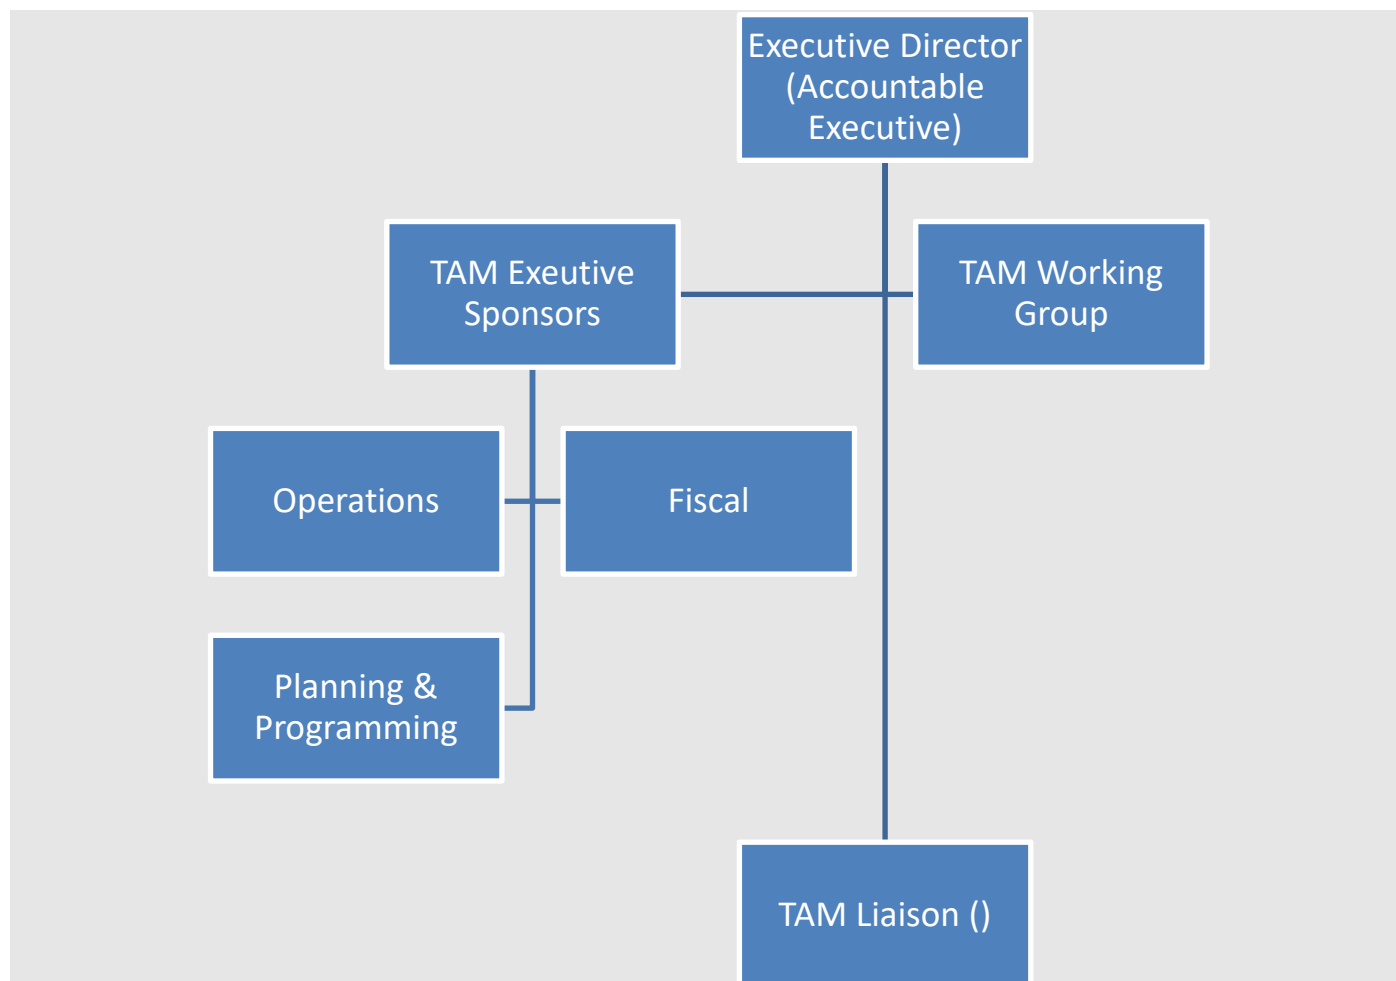 Executive Director
(Accountable
Executive)
TAM Exeutive
Sponsors
TAM Working
Group
Operations
Fiscal
Planning &
Programming
TAM Liaison ()